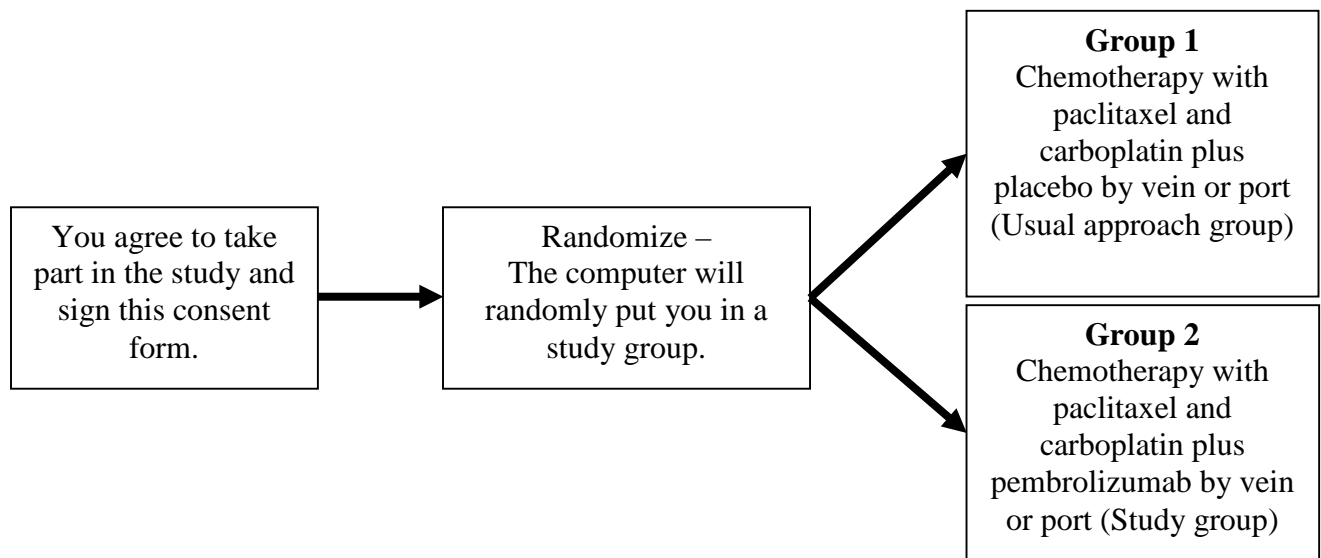 You agree to take
part in the study and
sign this consent
form.
Randomize –
The computer will
randomly put you in a
study group.
Group 1
Chemotherapy with
paclitaxel and
carboplatin plus
placebo by vein or port
(Usual approach group)
Group 2
Chemotherapy with
paclitaxel and
carboplatin plus
pembrolizumab by vein
or port (Study group)